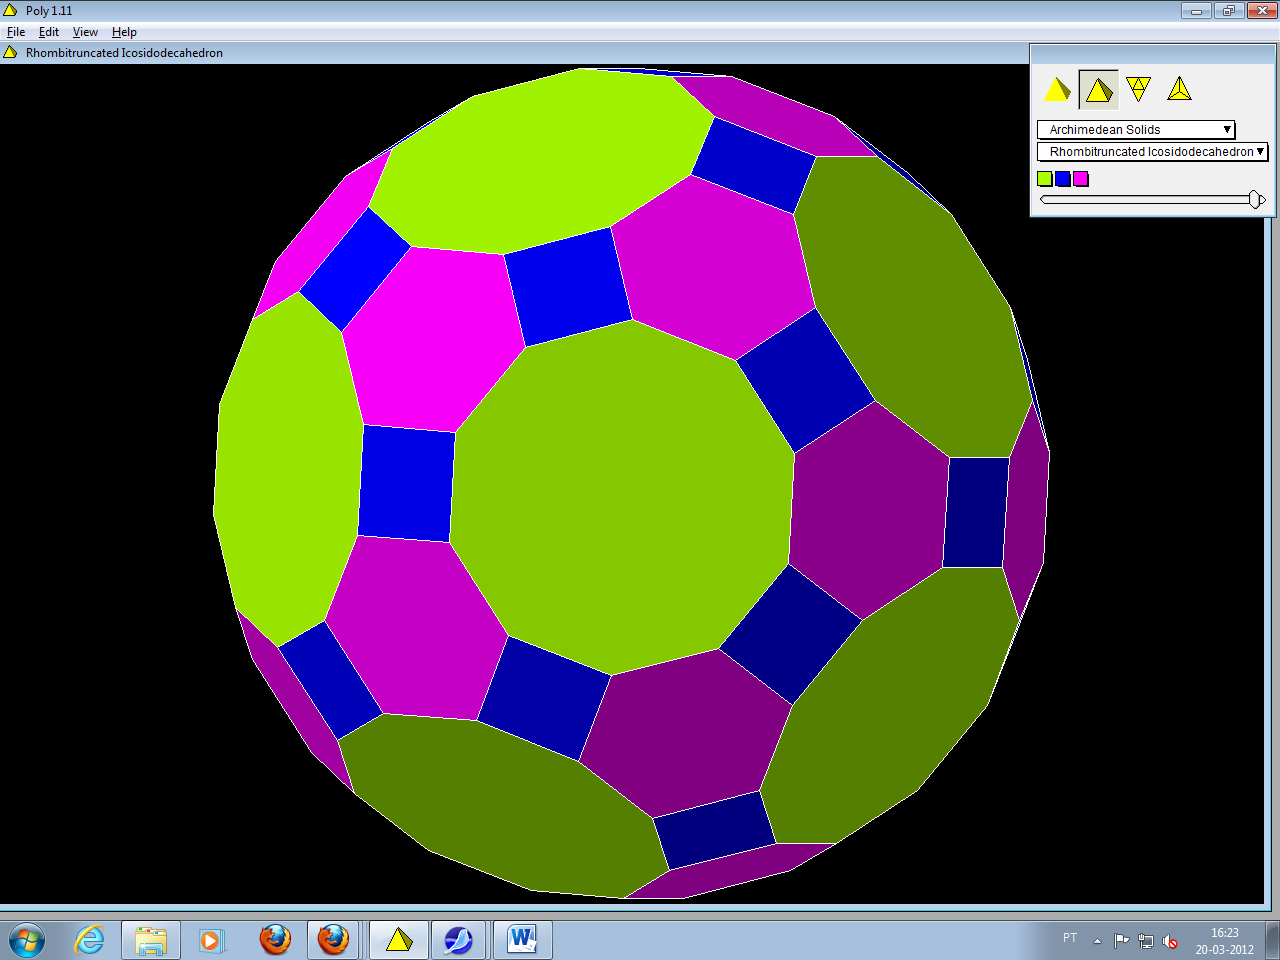 Poly 1.11
File Edit View Help
Rhombitruncated Icosidodecahedron
Archimedean Solids
Rhombitruncated Icosidodecahedron
PT
16:23
20-03-2012